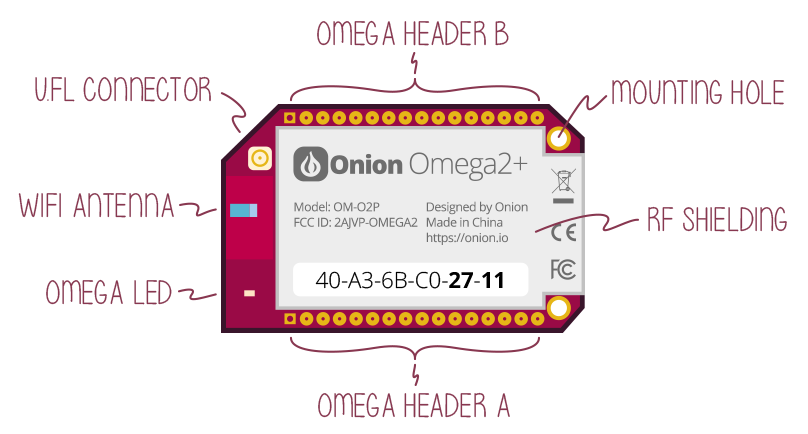 OMEGA HEADER B
U.FL CONNECTOR
MOUNTING HOLE
Onion Omega2+
WIFI ANTENNA
Model: OM-O2P
FCC ID: 2AJVP-OMEGA2
Designed by Onion
Made in China
https://onion.io
RF SHIELDING
CE
FC
OMEGA LED
40-A3-6B-C0-27-11
OMEGA HEADER A